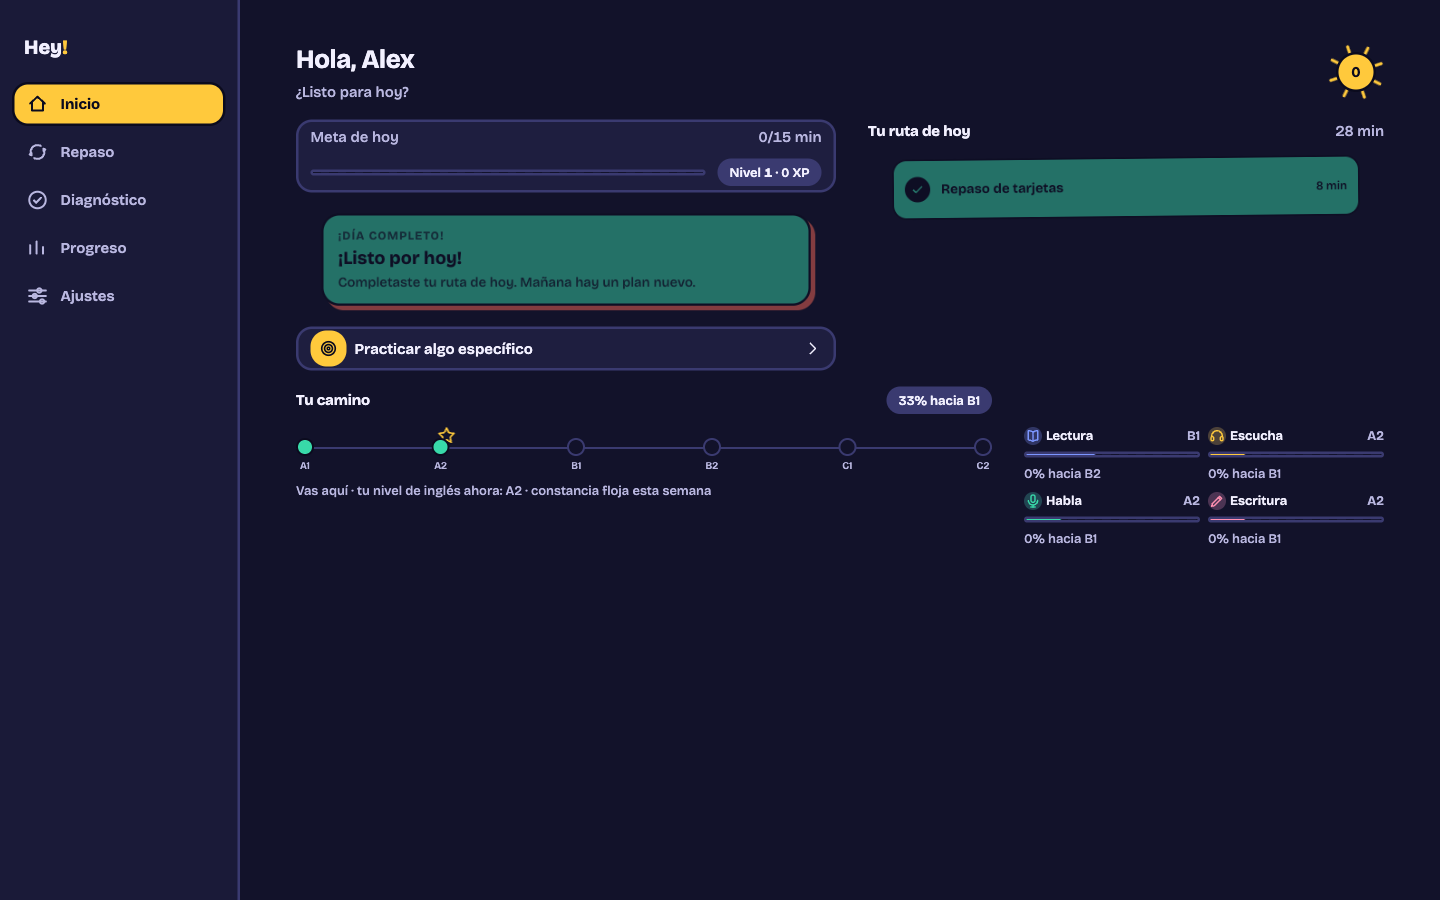 Hey!
Inicio
Repaso
Diagnóstico
Progreso
Ajustes
Hola, Alex
¿Listo para hoy?
0
Meta de hoy
0/15 min
Nivel 1 · 0 XP
¡DÍA COMPLETO!
¡Listo por hoy!
Completaste tu ruta de hoy. Mañana hay un plan nuevo.
Practicar algo específico
Tu ruta de hoy
28 min
Repaso de tarjetas
8 min
Tu camino
33% hacia B1
A1
A2
B1
B2
C1
C2
Vas aquí · tu nivel de inglés ahora: A2 · constancia floja esta semana
Lectura
B1
0% hacia B2
Escucha
A2
0% hacia B1
Habla
A2
0% hacia B1
Escritura
A2
0% hacia B1